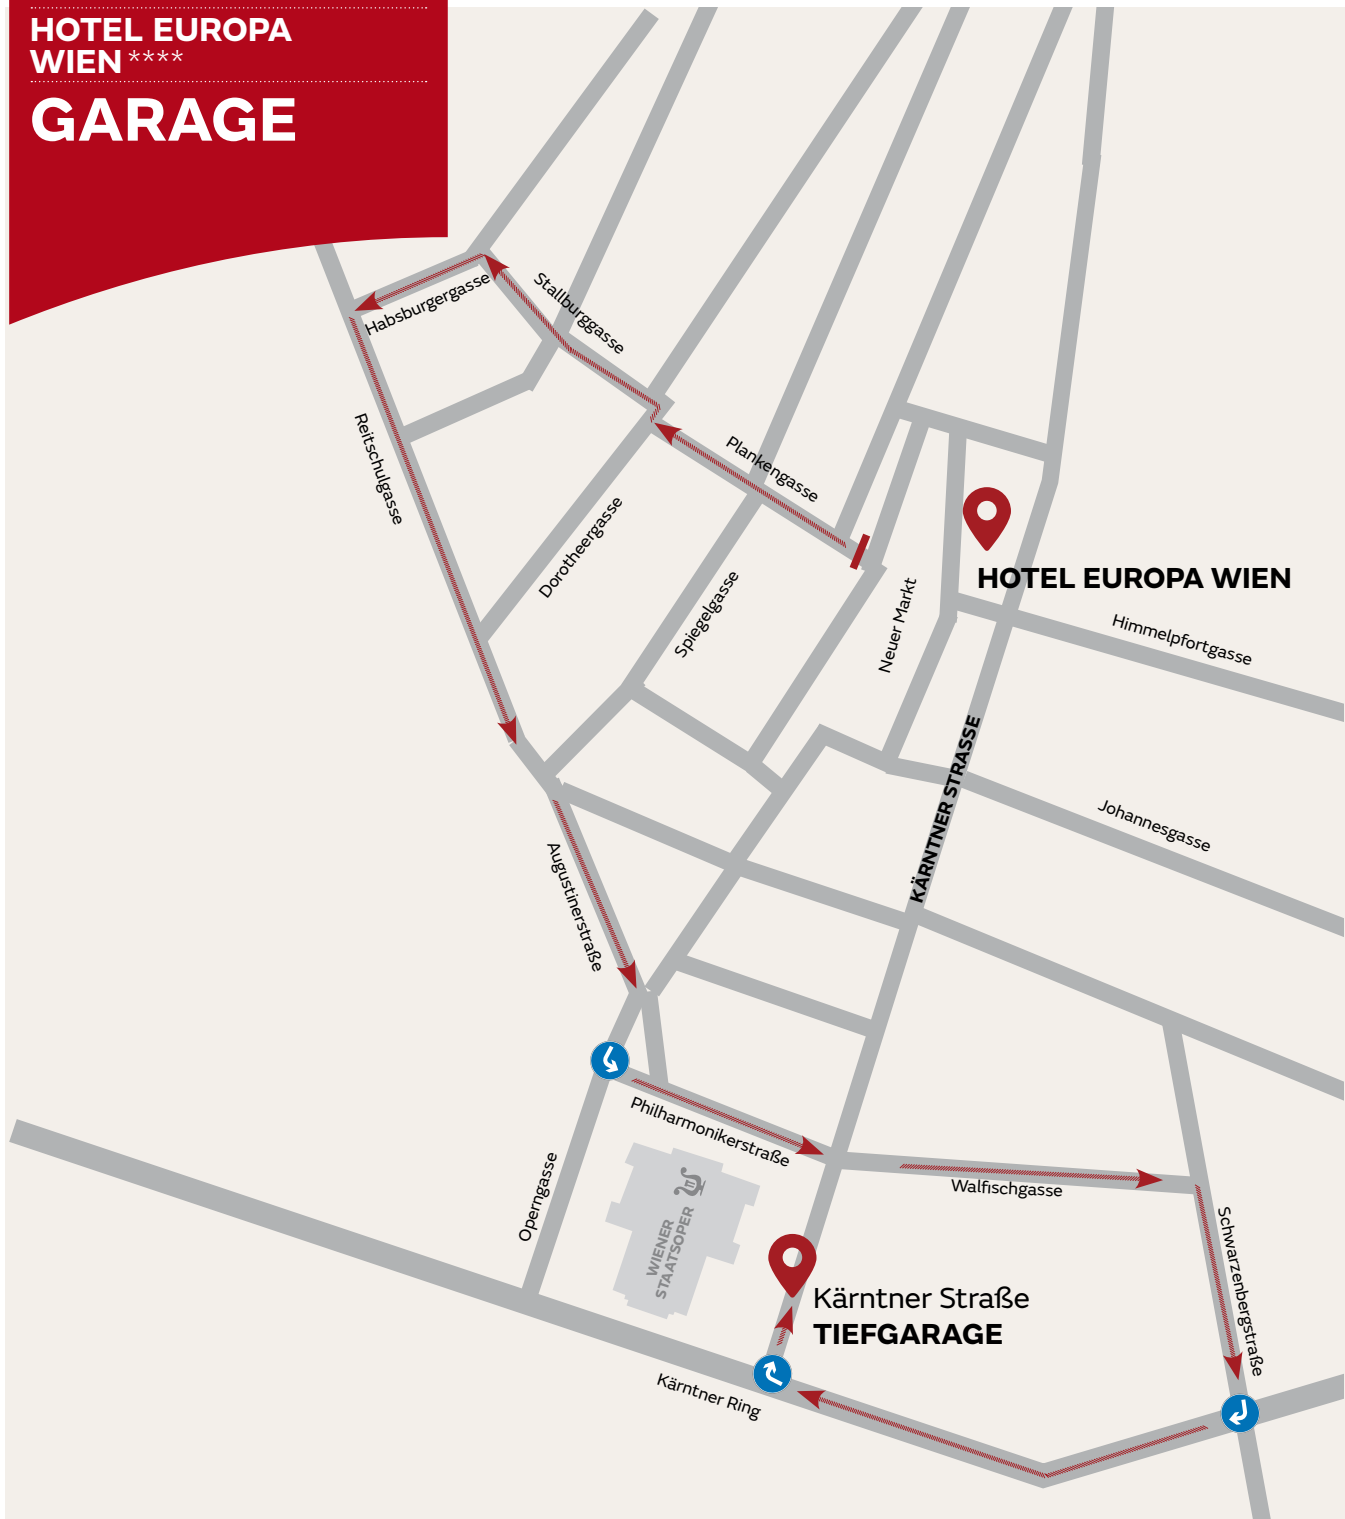 HOTEL EUROPA
WIEN ****
GARAGE
Stallburggasse
Habsburgergasse
Reitschulgasse
Plankengasse
Dorotheergasse
Spiegelgasse
Neuer Markt
HOTEL EUROPA WIEN
Himmelpfortgasse
KÄRNTNER STRASSE
Johannesgasse
Augustinerstraße
Philharmonikerstraße
Walfischgasse
Operngasse
WIENER
STAATSOPER
Schwarzenbergstraße
Kärntner Straße
TIEFGARAGE
Kärntner Ring